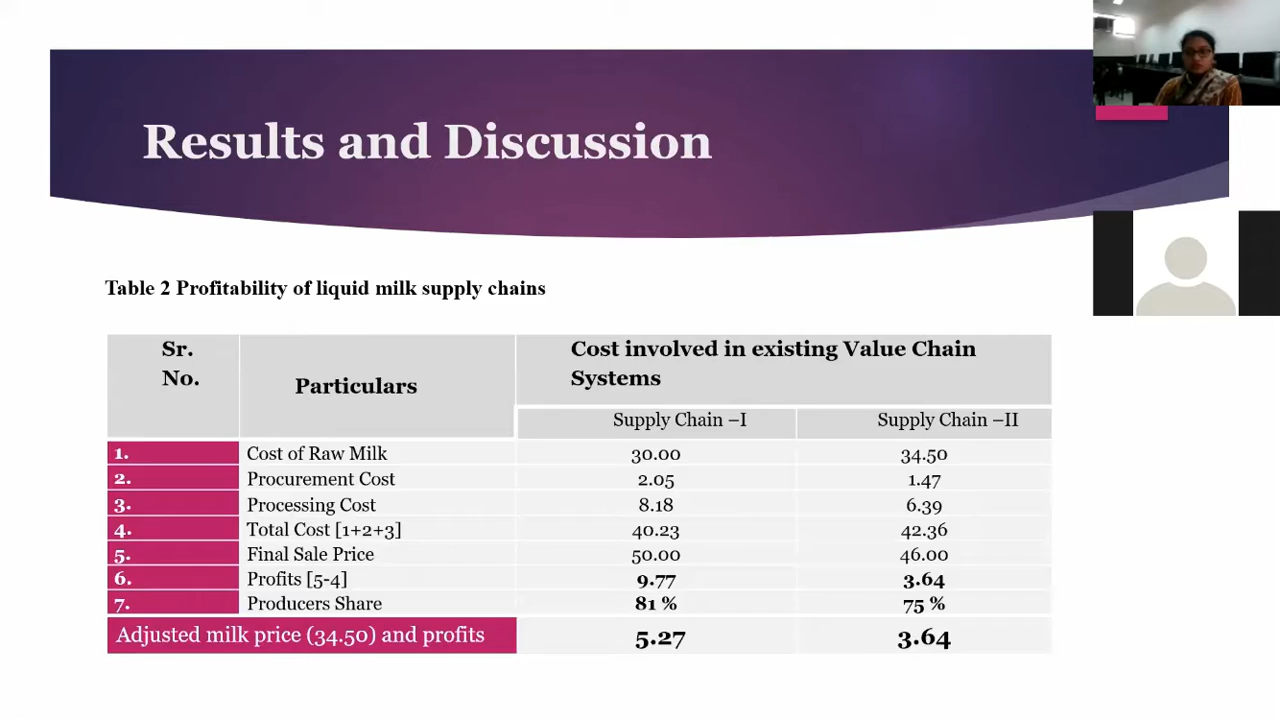 Results and Discussion
Table 2 Profitability of liquid milk supply chains
Sr. No.
Particulars
Cost involved in existing Value Chain Systems
Supply Chain –I
Supply Chain –II
1. Cost of Raw Milk 30.00 34.50
2. Procurement Cost 2.05 1.47
3. Processing Cost 8.18 6.39
4. Total Cost [1+2+3] 40.23 42.36
5. Final Sale Price 50.00 46.00
6. Profits [5-4] 9.77 3.64
7. Producers Share 81 % 75 %
Adjusted milk price (34.50) and profits 5.27 3.64